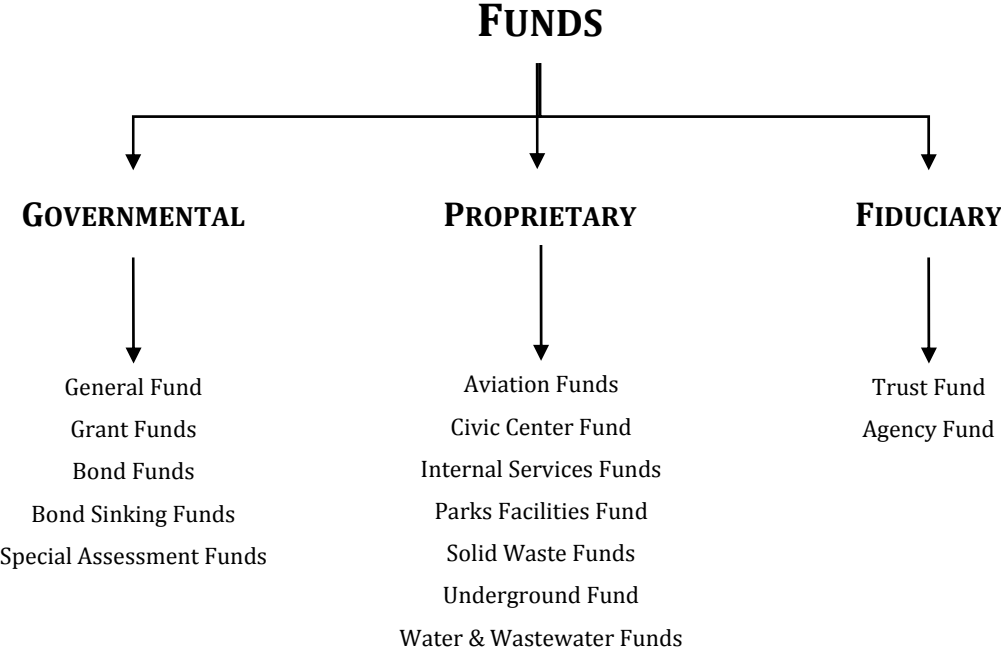 FUNDS
GOVERNMENTAL
PROPRIETARY
FIDUCIARY
General Fund
Grant Funds
Bond Funds
Bond Sinking Funds
Special Assessment Funds
Aviation Funds
Civic Center Fund
Internal Services Funds
Parks Facilities Fund
Solid Waste Funds
Underground Fund
Water & Wastewater Funds
Trust Fund
Agency Fund